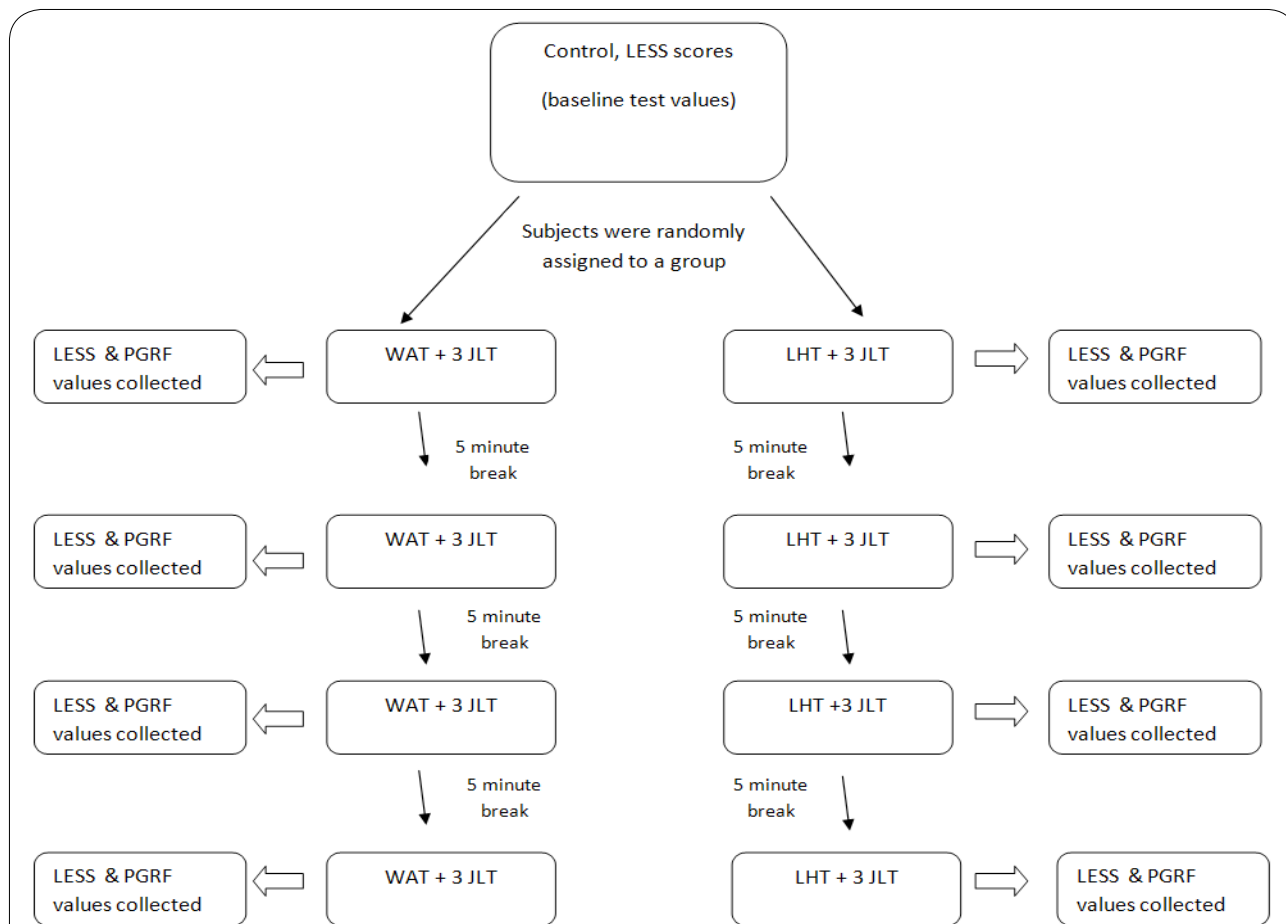 Control, LESS scores
(baseline test values)
Subjects were randomly
assigned to a group
LESS & PGRF
values collected
WAT + 3 JLT
LHT + 3 JLT
LESS & PGRF
values collected
5 minute
break
5 minute
break
LESS & PGRF
values collected
WAT + 3 JLT
LHT + 3 JLT
LESS & PGRF
values collected
5 minute
break
5 minute
break
LESS & PGRF
values collected
WAT + 3 JLT
LHT +3 JLT
LESS & PGRF
values collected
5 minute
break
5 minute
break
LESS & PGRF
values collected
WAT + 3 JLT
LHT + 3 JLT
LESS & PGRF
values collected